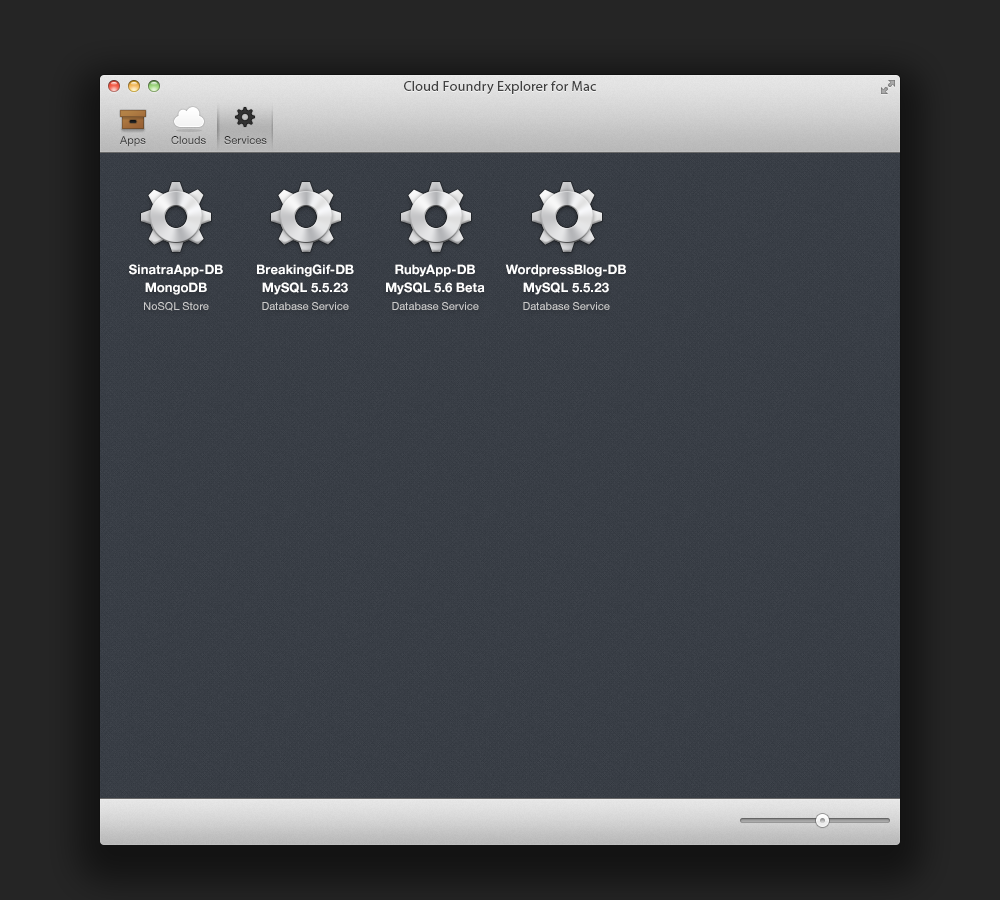 Cloud Foundry Explorer for Mac
Apps
Clouds
Services
SinatraApp-DB
MongoDB
NoSQL Store
BreakingGif-DB
MySQL 5.5.23
Database Service
RubyApp-DB
MySQL 5.6 Beta
Database Service
WordpressBlog-DB
MySQL 5.5.23
Database Service